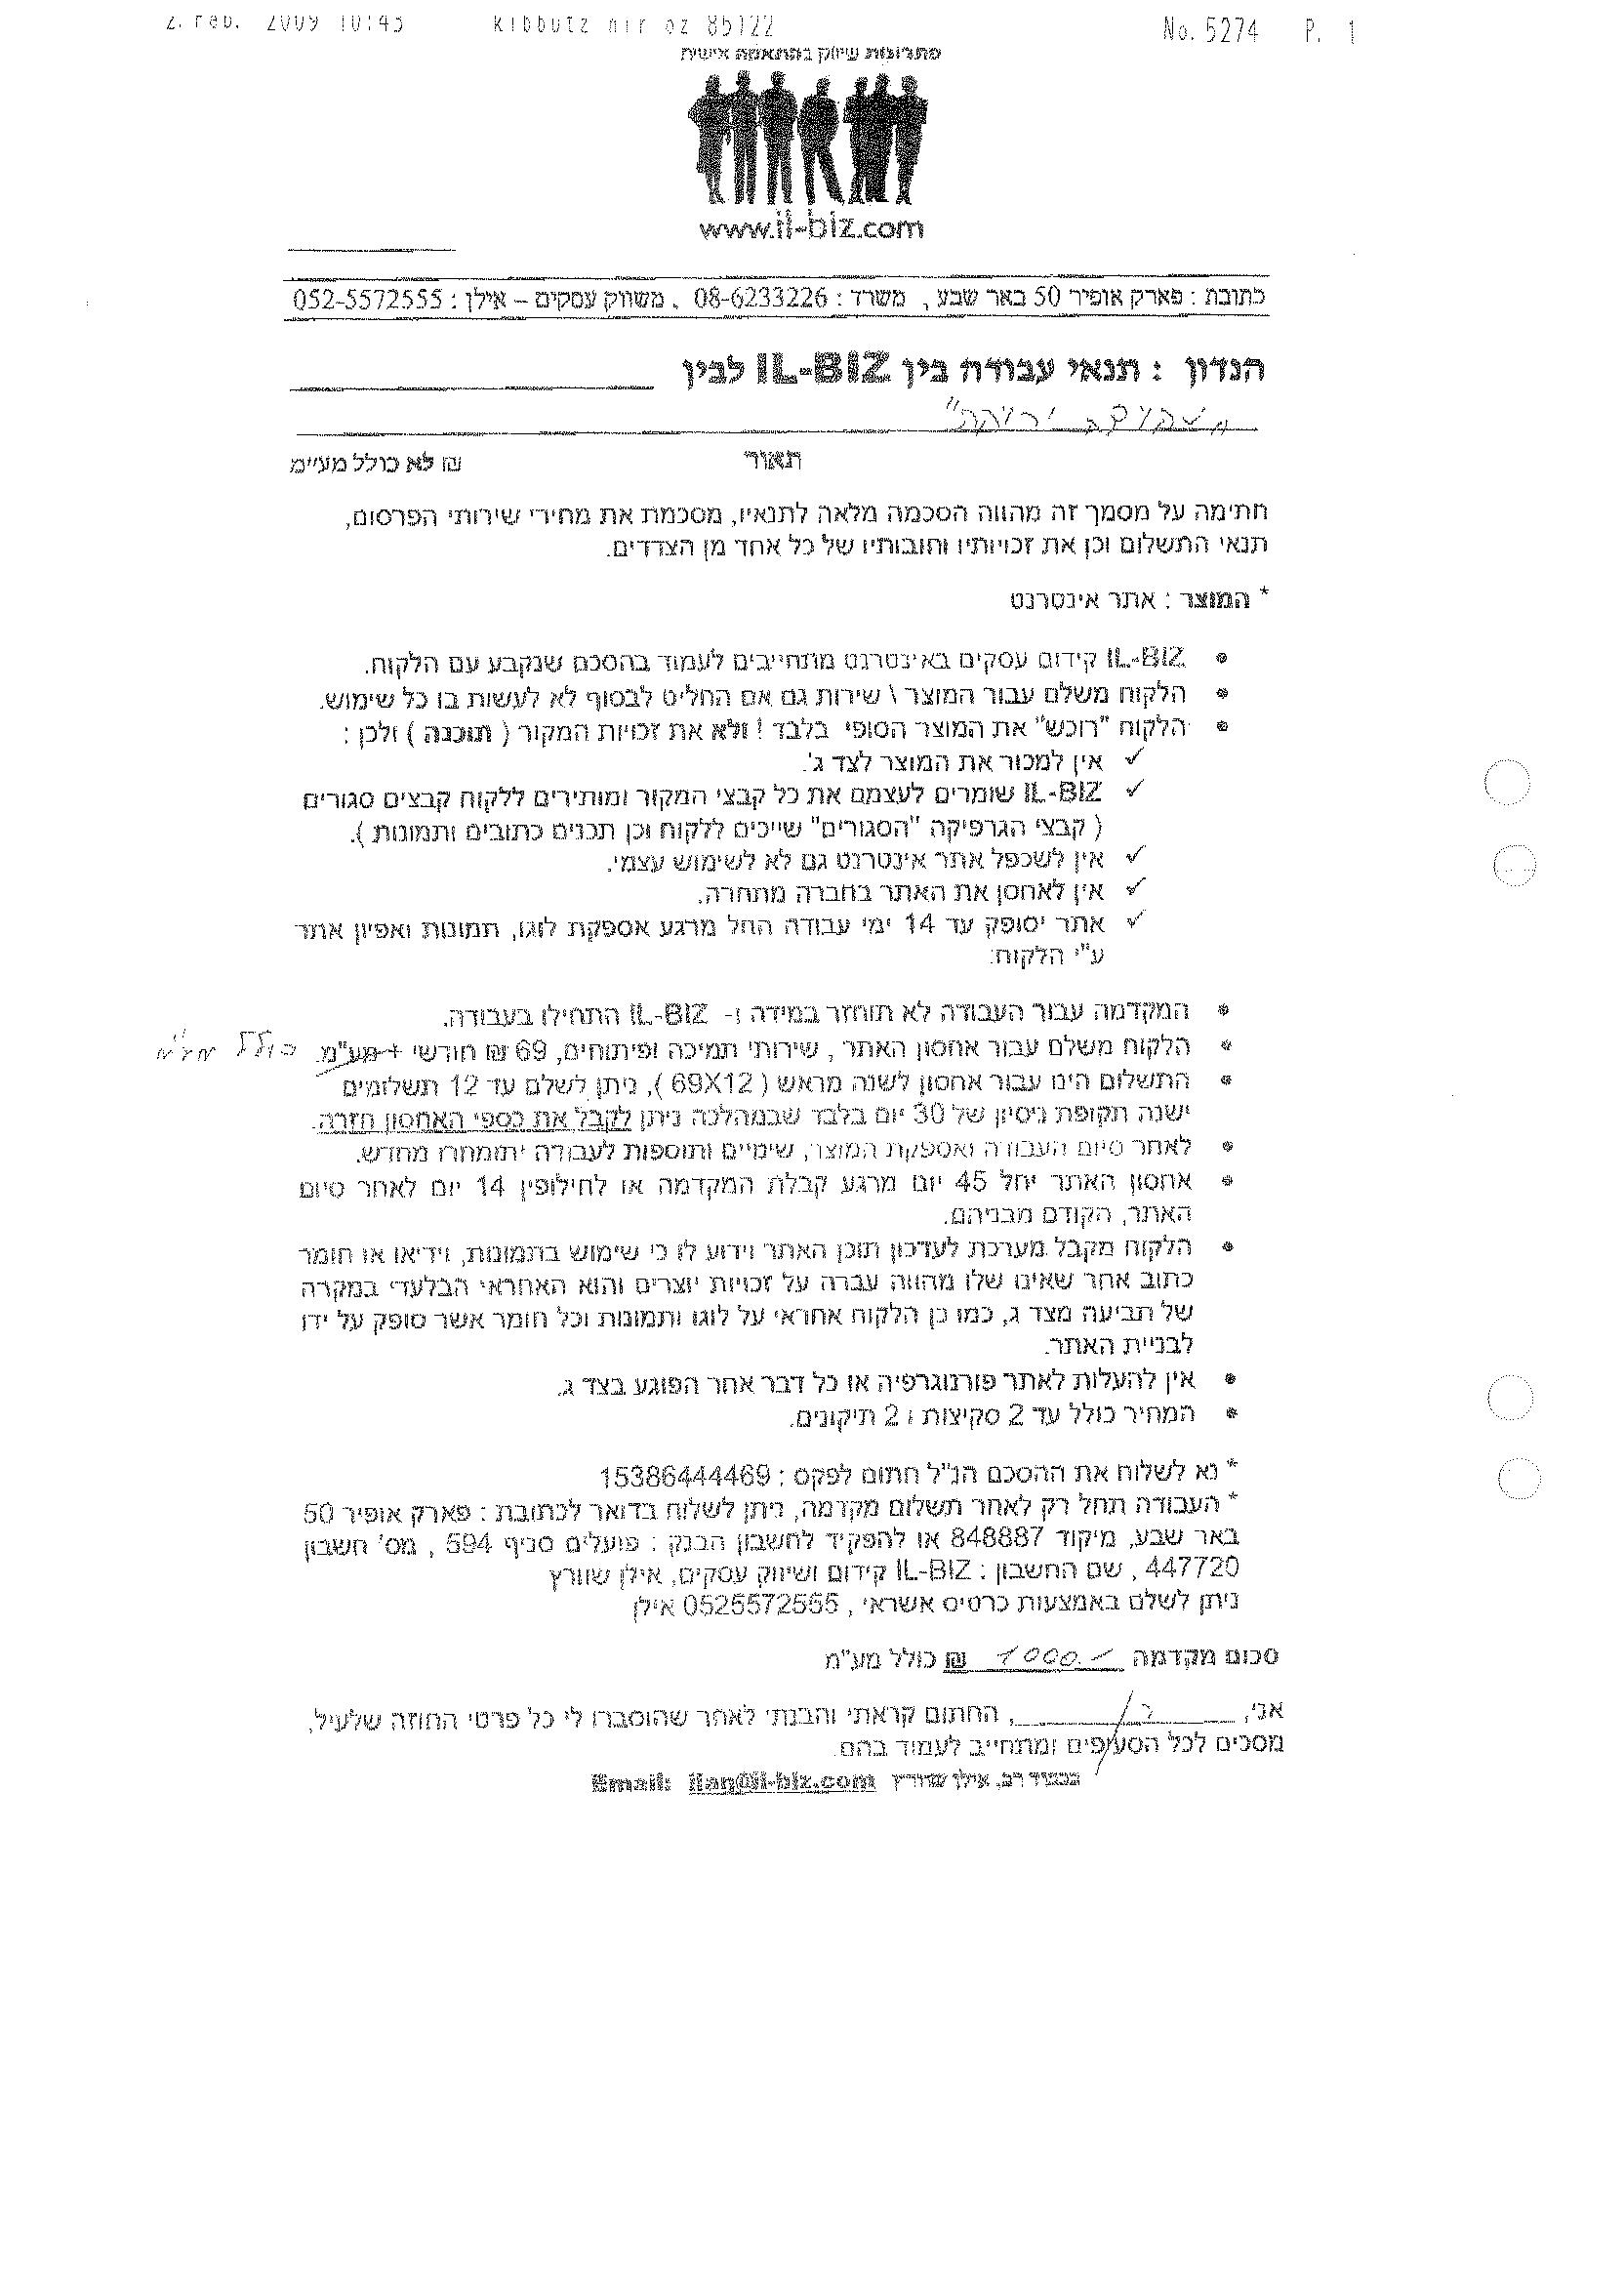 2. Feb. 2009 10:43 Kibbutz nir oz 85122 No. 5274 P. 1
פתרונות שיווק בהתאמה אישית
www.il-biz.com
כתובת : פארק אופיר 50 באר שבע , משרד : 08-6233226 , משווק עסקים – אילן : 052-5572555
הנדון : תנאי עבודה בין IL-BIZ לבין
תאור ₪ לא כולל מע״מ
חתימה על מסמך זה מהווה הסכמה מלאה לתנאיו, מסכמת את מחירי שירותי הפרסום,
תנאי התשלום וכן את זכויותיו וחובותיו של כל אחד מן הצדדים.
* המוצר : אתר אינטרנט
• IL-BIZ קידום עסקים באינטרנט מתחייבים לעמוד בהסכם שנקבע עם הלקוח.
• הלקוח משלם עבור המוצר \ שירות גם אם החליט לבסוף לא לעשות בו כל שימוש.
• הלקוח "רוכש" את המוצר הסופי בלבד ! ולא את זכויות המקור ( תוכנה ) ולכן :
✓ אין למכור את המוצר לצד ג'.
✓ IL-BIZ שומרים לעצמם את כל קבצי המקור ומותירים ללקוח קבצים סגורים
( קבצי הגרפיקה "הסגורים" שייכים ללקוח וכן תכנים כתובים ותמונות ).
✓ אין לשכפל אתר אינטרנט גם לא לשימוש עצמי.
✓ אין לאחסן את האתר בחברה מתחרה.
✓ אתר יסופק עד 14 ימי עבודה החל מרגע אספקת לוגו, תמונות ואפיון אתר
ע"י הלקוח.
• המקדמה עבור העבודה לא תוחזר במידה ו- IL-BIZ התחילו בעבודה.
• הלקוח משלם עבור אחסון האתר , שירותי תמיכה ופיתוחים, 69 ₪ חודשי + מע"מ. כולל מע"מ
• התשלום הינו עבור אחסון לשנה מראש ( 69X12 ), ניתן לשלם עד 12 תשלומים
ישנה תקופת ניסיון של 30 יום בלבד שבמהלכה ניתן לקבל את כספי האחסון חזרה.
• לאחר סיום העבודה ואספקת המוצר, שינויים ותוספות לעבודה יתומחרו מחדש.
• אחסון האתר יחל 45 יום מרגע קבלת המקדמה או לחילופין 14 יום לאחר סיום
האתר, הקודם מבניהם.
• הלקוח מקבל מערכת לעדכון תוכן האתר וידוע לו כי שימוש בתמונות, וידיאו או חומר
כתוב אחר שאינו שלו מהווה עברה על זכויות יוצרים והוא האחראי הבלעדי במקרה
של תביעה מצד ג, כמו כן הלקוח אחראי על לוגו ותמונות וכל חומר אשר סופק על ידו
לבניית האתר.
• אין להעלות לאתר פורנוגרפיה או כל דבר אחר הפוגע בצד ג.
• המחיר כולל עד 2 סקיצות ו 2 תיקונים.
* נא לשלוח את ההסכם הנ"ל חתום לפקס : 15386444469
* העבודה תחל רק לאחר תשלום מקדמה, ניתן לשלוח בדואר לכתובת : פארק אופיר 50
באר שבע, מיקוד 848887 או להפקיד לחשבון הבנק : פועלים סניף 594 , מס' חשבון
447720 , שם החשבון : IL-BIZ קידום ושיווק עסקים, אילן שוורץ
ניתן לשלם באמצעות כרטיס אשראי , 0525572555 אילן
סכום מקדמה 1000.- ₪ כולל מע"מ
אני, , החתום קראתי והבנתי לאחר שהוסברו לי כל פרטי החוזה שלעיל,
מסכים לכל הסעיפים ומתחייב לעמוד בהם.
בכבוד רב, אילן שוורץ Email: ilan@il-biz.com